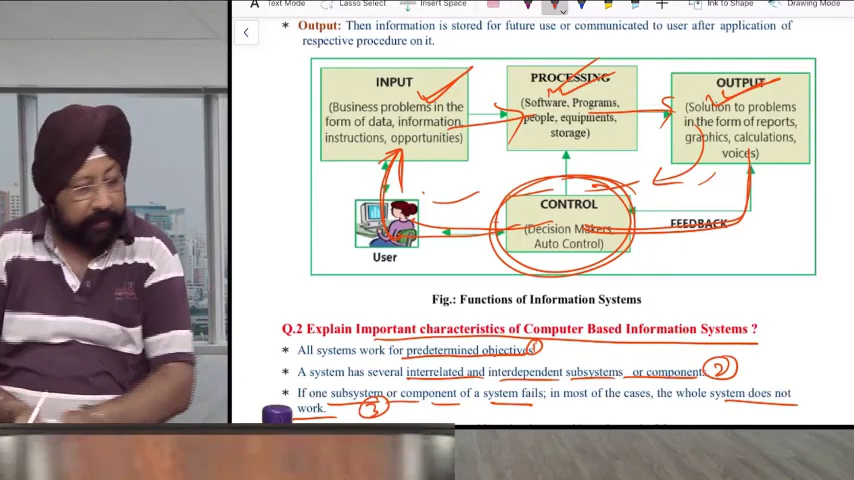 Text Mode
Lasso Select
Insert Space
Ink to Shape
Drawing Mode
* Output: Then information is stored for future use or communicated to user after application of
respective procedure on it.
INPUT
(Business problems in the
form of data, information,
instructions, opportunities)
PROCESSING
(Software, Programs,
people, equipments,
storage)
OUTPUT
(Solution to problems
in the form of reports,
graphics, calculations,
voices)
User
CONTROL
(Decision Makers
Auto Control)
FEEDBACK
Fig.: Functions of Information Systems
Q.2 Explain Important characteristics of Computer Based Information Systems ?
* All systems work for predetermined objectives 1
* A system has several interrelated and interdependent subsystems or component 2
* If one subsystem or component of a system fails; in most of the cases, the whole system does not
work. 3